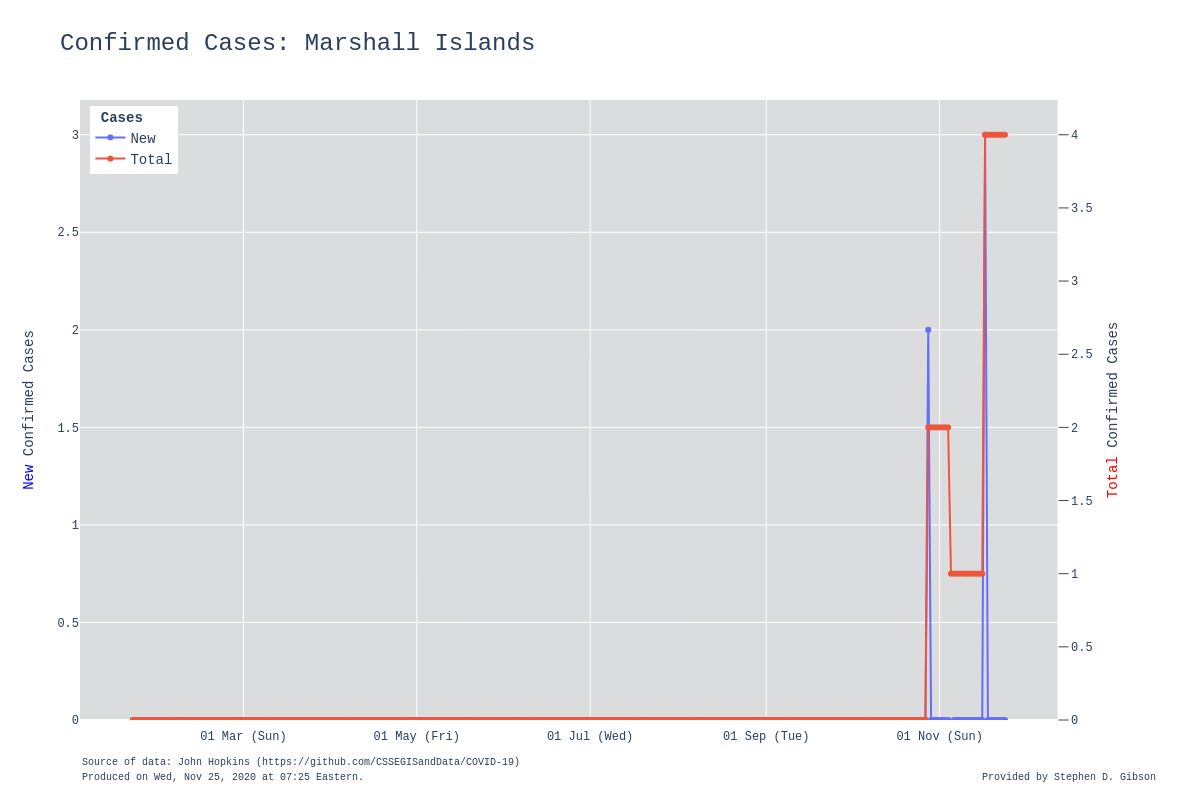 Confirmed Cases: Marshall Islands
Cases
New
Total
3
2.5
2
1.5
1
0.5
0
4
3.5
3
2.5
2
1.5
1
0.5
0
New Confirmed Cases
Total Confirmed Cases
01 Mar (Sun)
01 May (Fri)
01 Jul (Wed)
01 Sep (Tue)
01 Nov (Sun)
Source of data: John Hopkins (https://github.com/CSSEGISandData/COVID-19)
Produced on Wed, Nov 25, 2020 at 07:25 Eastern.
Provided by Stephen D. Gibson